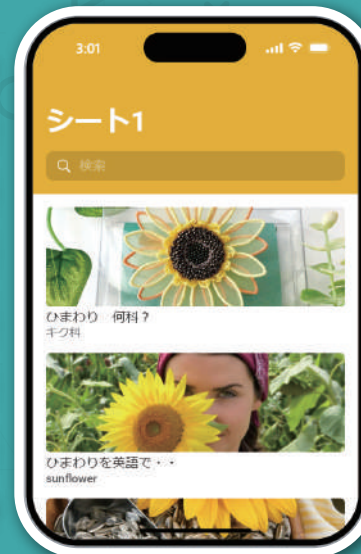 3:01
シート1
検索
ひまわり　何科？
キク科
ひまわりを英語で・・
sunflower